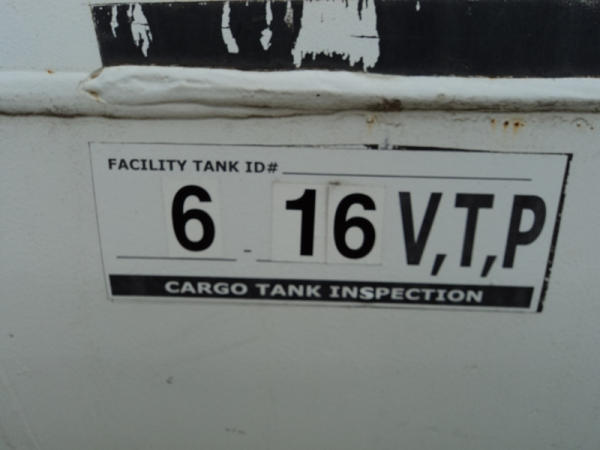 FACILITY TANK ID#
6 - 16 V,T,P
CARGO TANK INSPECTION